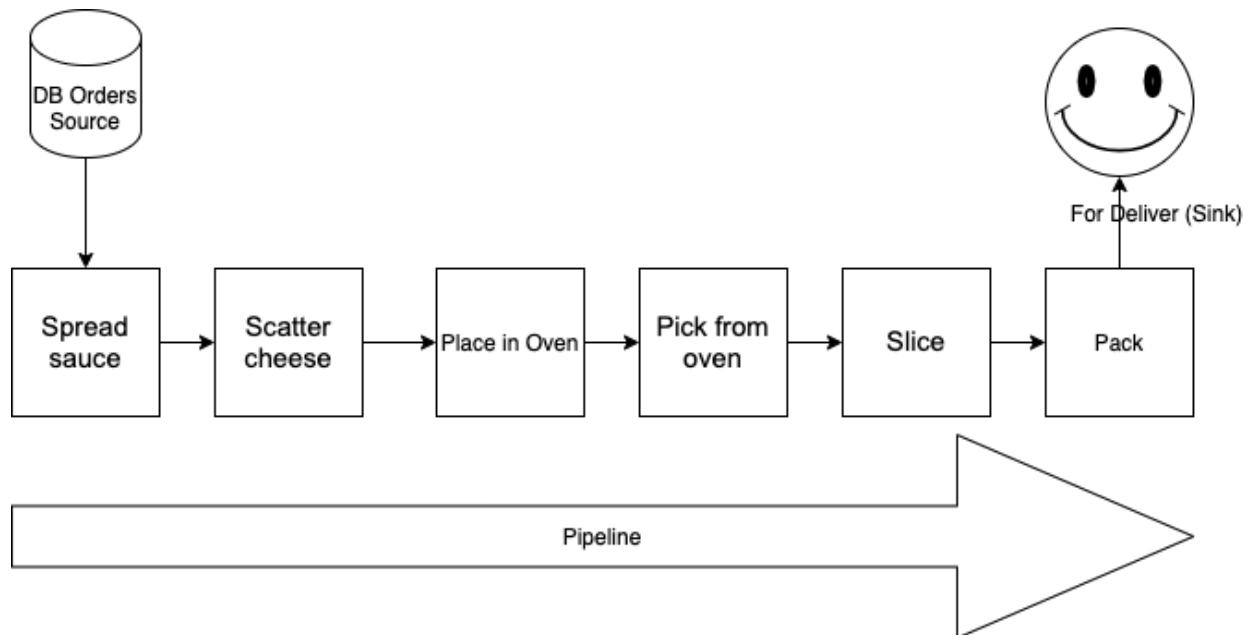 DB Orders
Source
For Deliver (Sink)
Spread
sauce
Scatter
cheese
Place in Oven
Pick from
oven
Slice
Pack
Pipeline